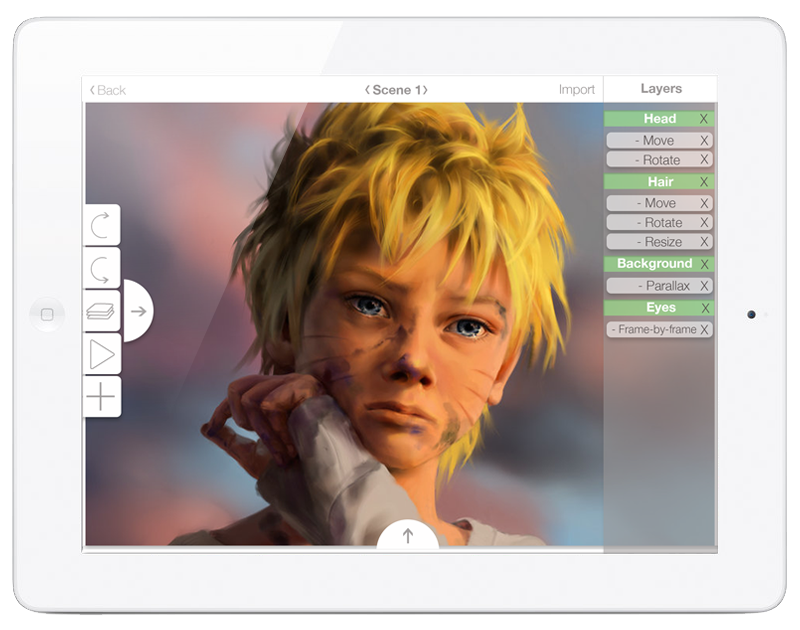 Back
Scene 1
Import
Layers
Head X
- Move X
- Rotate X
Hair X
- Move X
- Rotate X
- Resize X
Background X
- Parallax X
Eyes X
- Frame-by-frame X